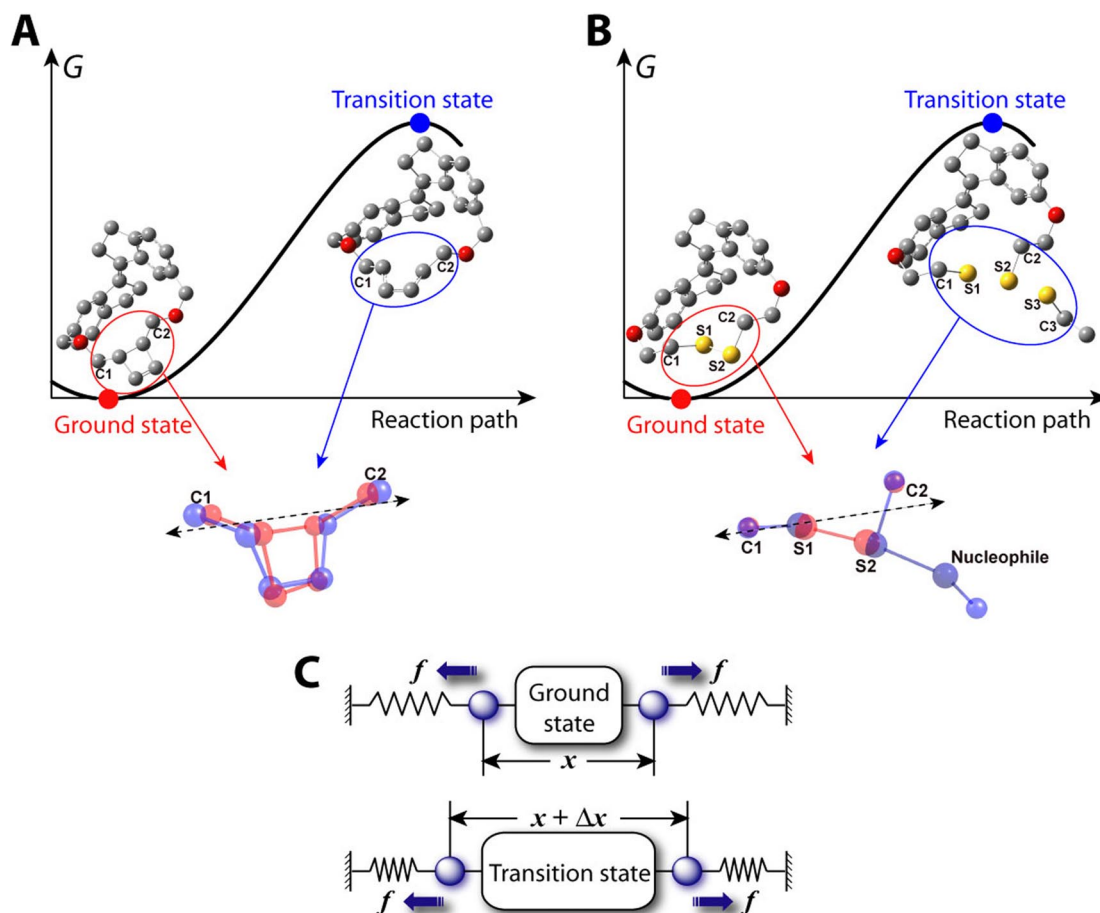 A
G
Transition state
C1
C2
C2
C1
Ground state
Reaction path
C1
C2
B
G
Transition state
C2
C1
S1
S2
S3
C3
S1
C2
C1
S2
Ground state
Reaction path
C2
C1
S1
S2
Nucleophile
C
f
f
Ground
state
x
x + Δx
Transition state
f
f